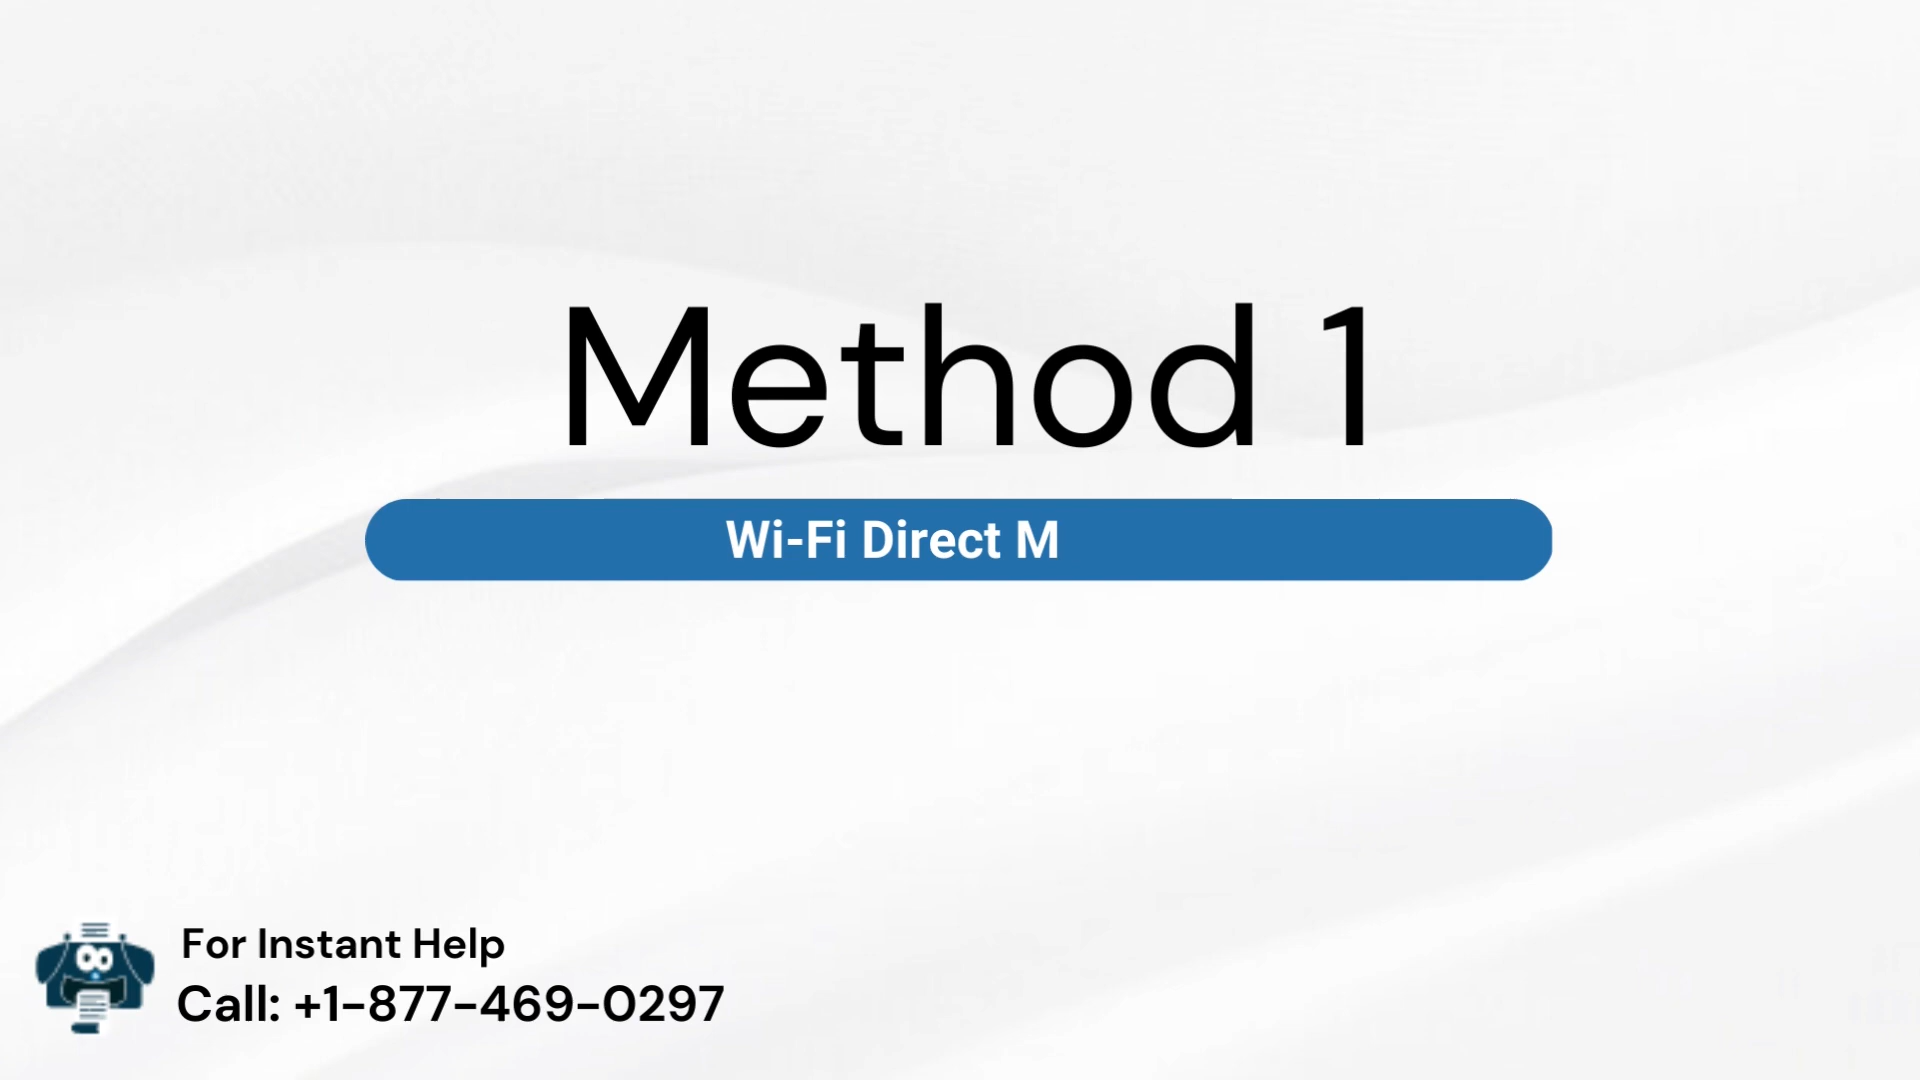 Method 1
Wi-Fi Direct M
For Instant Help
Call: +1-877-469-0297